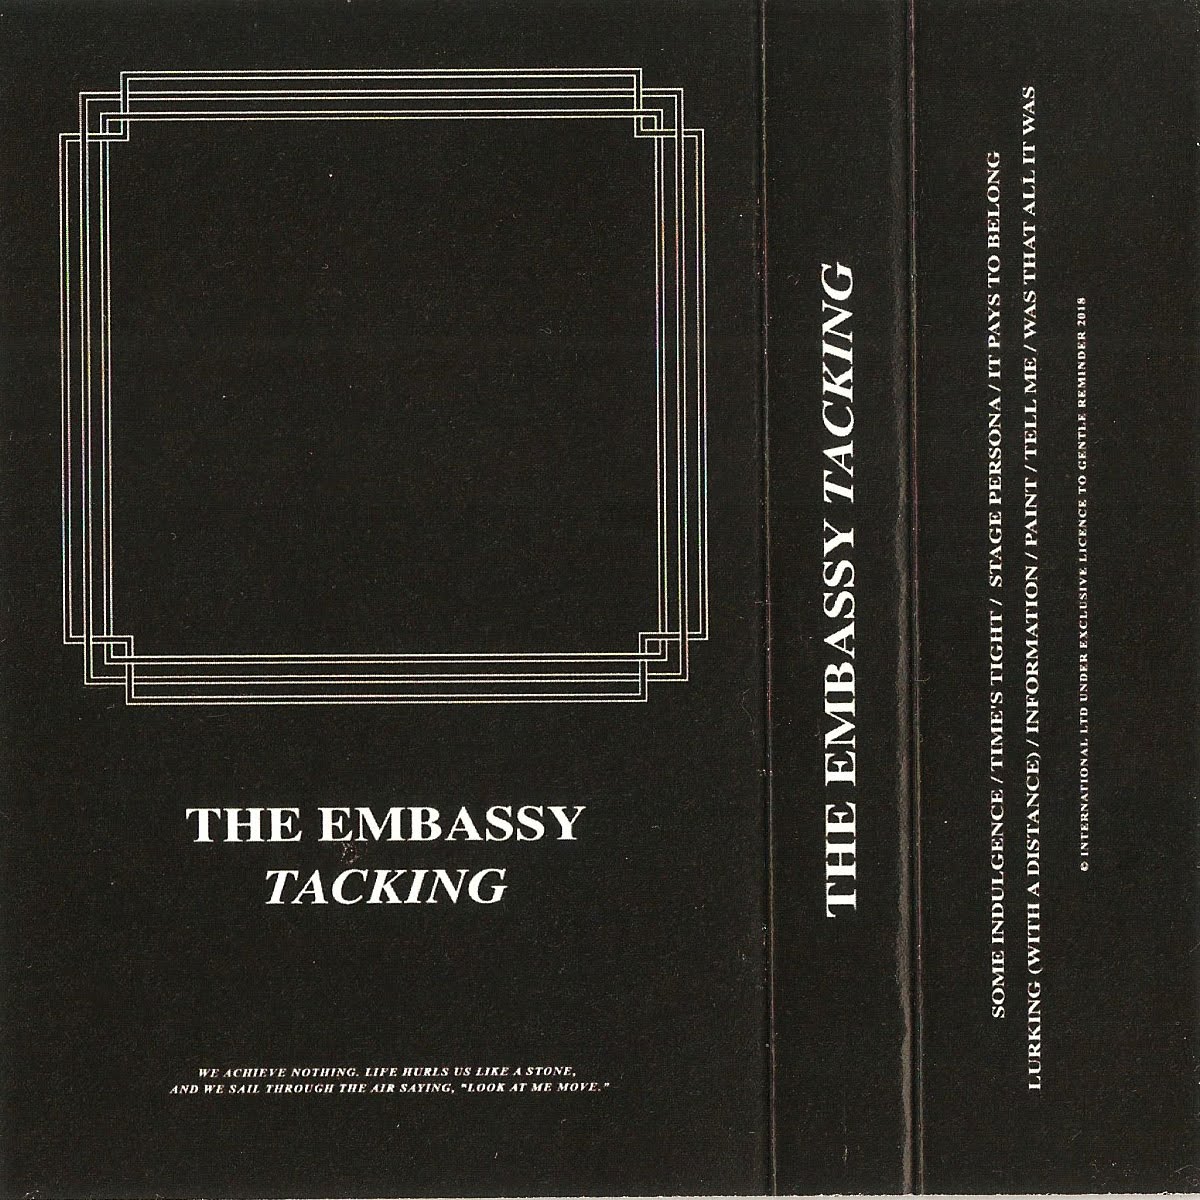 THE EMBASSY
TACKING
WE ACHIEVE NOTHING. LIFE HURLS US LIKE A STONE,
AND WE SAIL THROUGH THE AIR SAYING, "LOOK AT ME MOVE."
THE EMBASSY TACKING
SOME INDULGENCE / TIME'S TIGHT / STAGE PERSONA / IT PAYS TO BELONG
LURKING (WITH A DISTANCE) / INFORMATION / PAINT / TELL ME / WAS THAT ALL IT WAS
© INTERNATIONAL LTD UNDER EXCLUSIVE LICENCE TO GENTLE REMINDER 2018